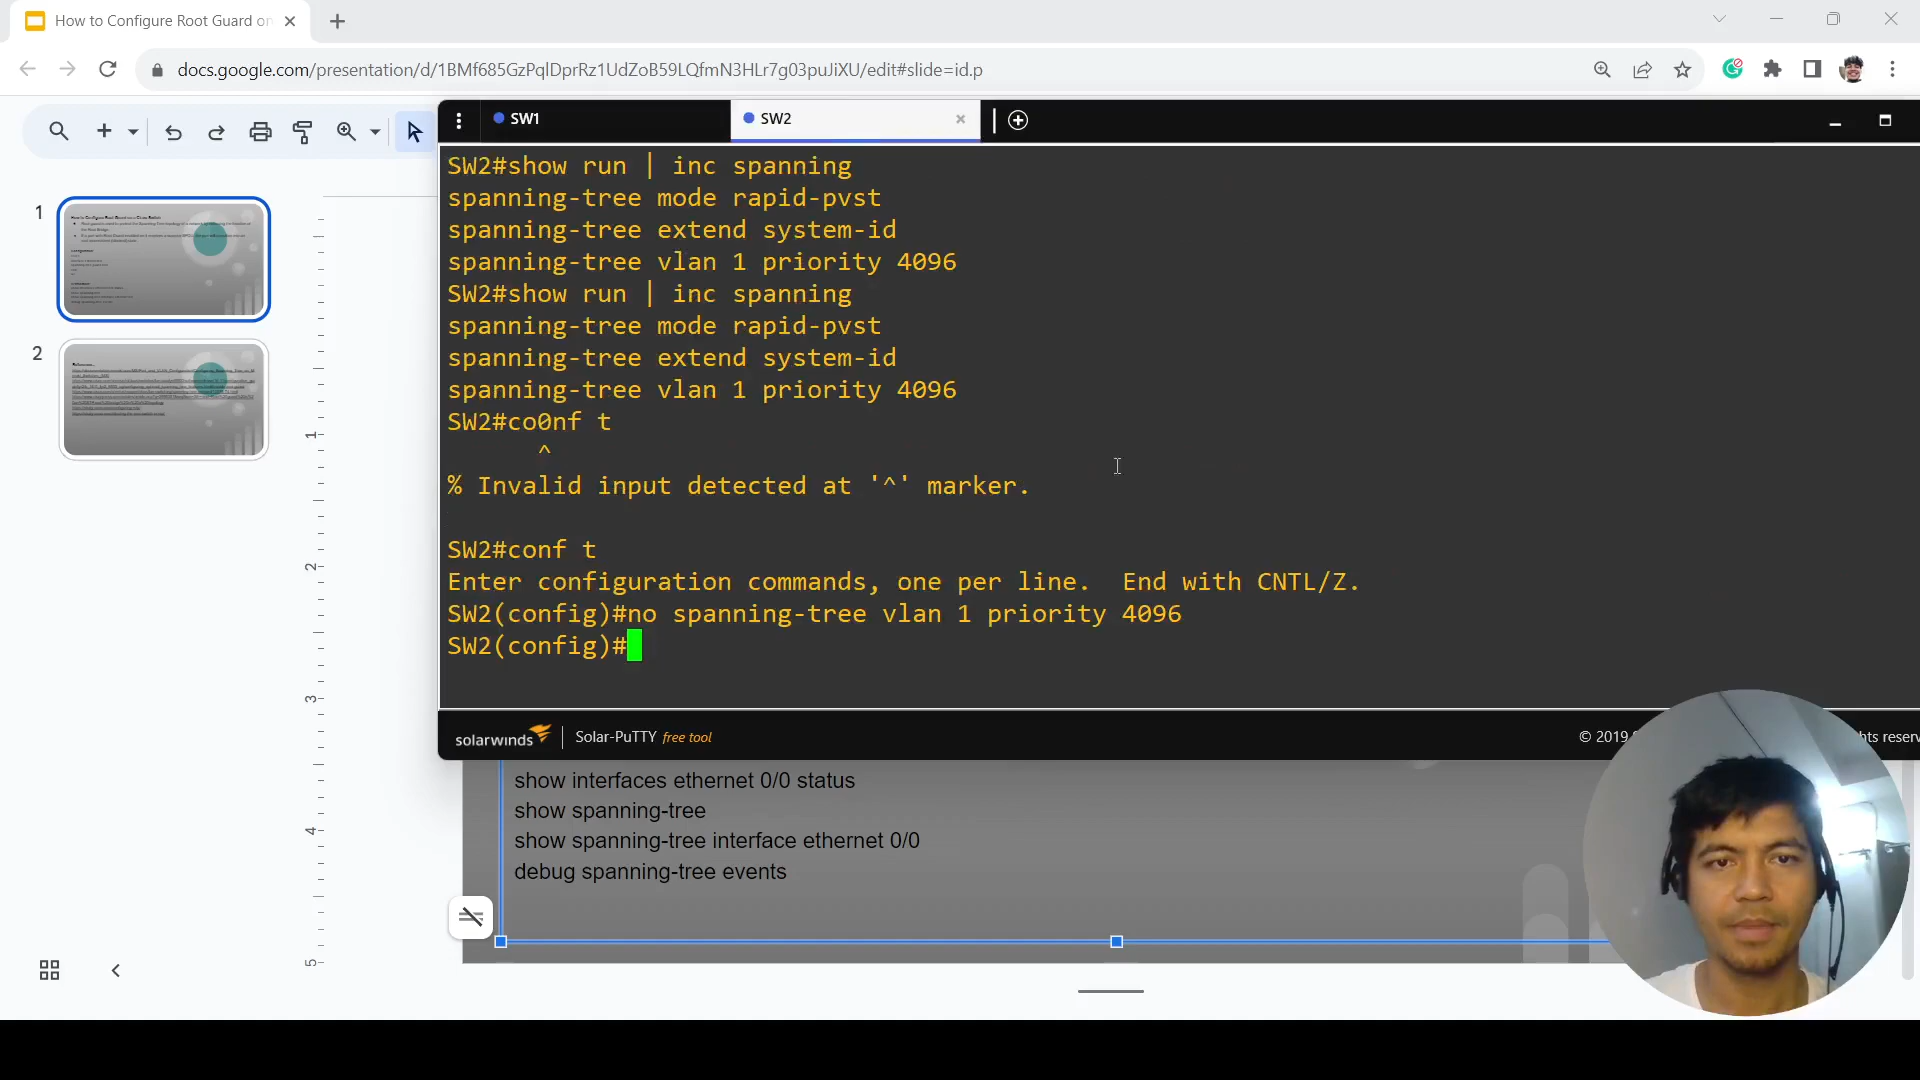 How to Configure Root Guard on
docs.google.com/presentation/d/1BMf685GzPqlDprRz1UdZoB59LQfmN3HLr7g03puJiXU/edit#slide=id.p
SW1
SW2
SW2#show run | inc spanning
spanning-tree mode rapid-pvst
spanning-tree extend system-id
spanning-tree vlan 1 priority 4096
SW2#show run | inc spanning
spanning-tree mode rapid-pvst
spanning-tree extend system-id
spanning-tree vlan 1 priority 4096
SW2#co0nf t
^
% Invalid input detected at '^' marker.
SW2#conf t
Enter configuration commands, one per line.  End with CNTL/Z.
SW2(config)#no spanning-tree vlan 1 priority 4096
SW2(config)#
solarwinds
Solar-PuTTY free tool
© 2019
show interfaces ethernet 0/0 status
show spanning-tree
show spanning-tree interface ethernet 0/0
debug spanning-tree events
1
2
1
2
3
4
5